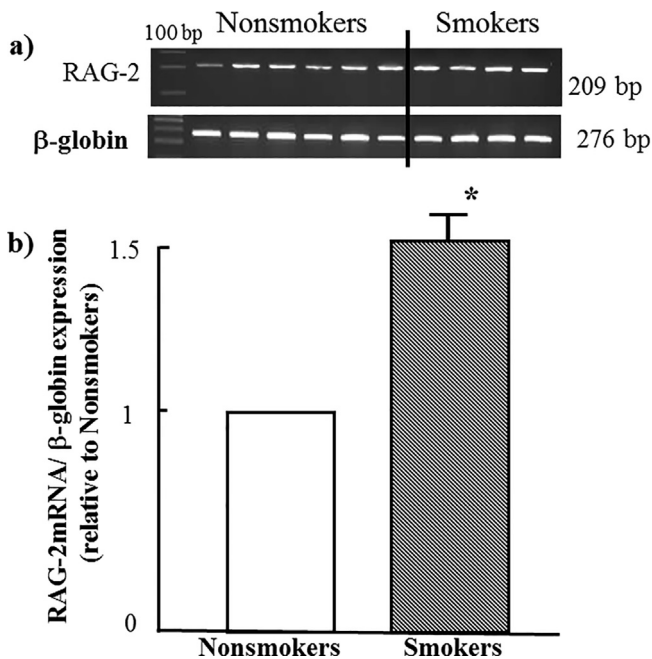 100 bp Nonsmokers Smokers
a)
RAG-2
209 bp
β-globin 276 bp
*
b)
RAG-2mRNA/ β-globin expression
(relative to Nonsmokers)
1.5
1
0
Nonsmokers Smokers